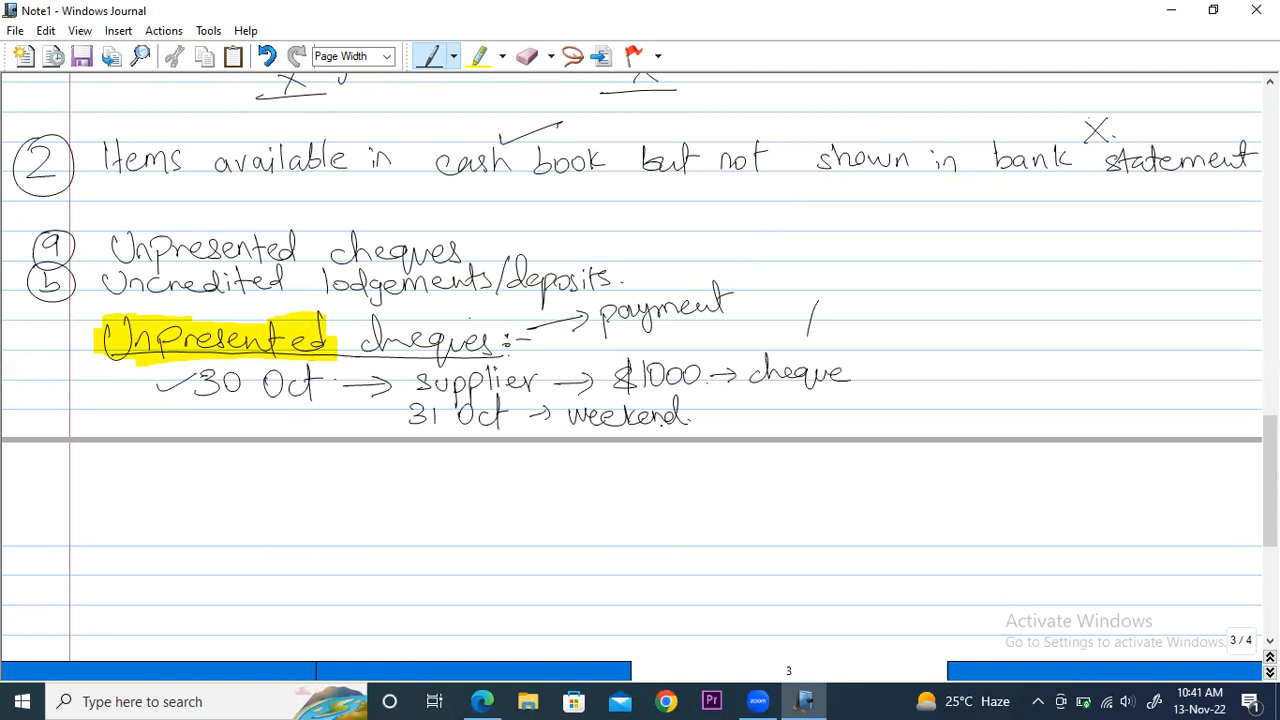 Note1 - Windows Journal
File Edit View Insert Actions Tools Help
Page Width
X X
2 Items available in cash book but not shown in bank statement
X.
a Unpresented cheques
b Uncredited lodgements/deposits.
Unpresented cheques :- → payment
30 Oct → supplier → $1000 → cheque
31 Oct → weekend.
Activate Windows
Go to Settings to activate Windows.
3 / 4
3
Type here to search
Pr
zoom
25°C Haze
10:41 AM
13-Nov-22
1